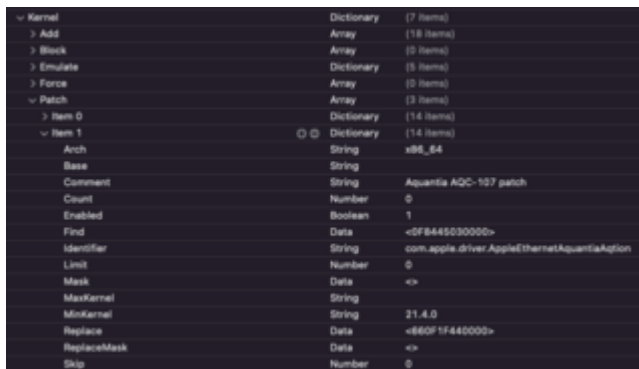 Kernel Dictionary (7 items)
Add Array (18 items)
Block Array (0 items)
Emulate Dictionary (5 items)
Force Array (0 items)
Patch Array (3 items)
Item 0 Dictionary (14 items)
Item 1 Dictionary (14 items)
Arch String x86_64
Base String
Comment String Aquantia AQC-107 patch
Count Number 0
Enabled Boolean 1
Find Data <0F8445030000>
Identifier String com.apple.driver.AppleEthernetAquantiaAqtion
Limit Number 0
Mask Data <>
MaxKernel String
MinKernel String 21.4.0
Replace Data <660F1F440000>
ReplaceMask Data <>
Skip Number 0